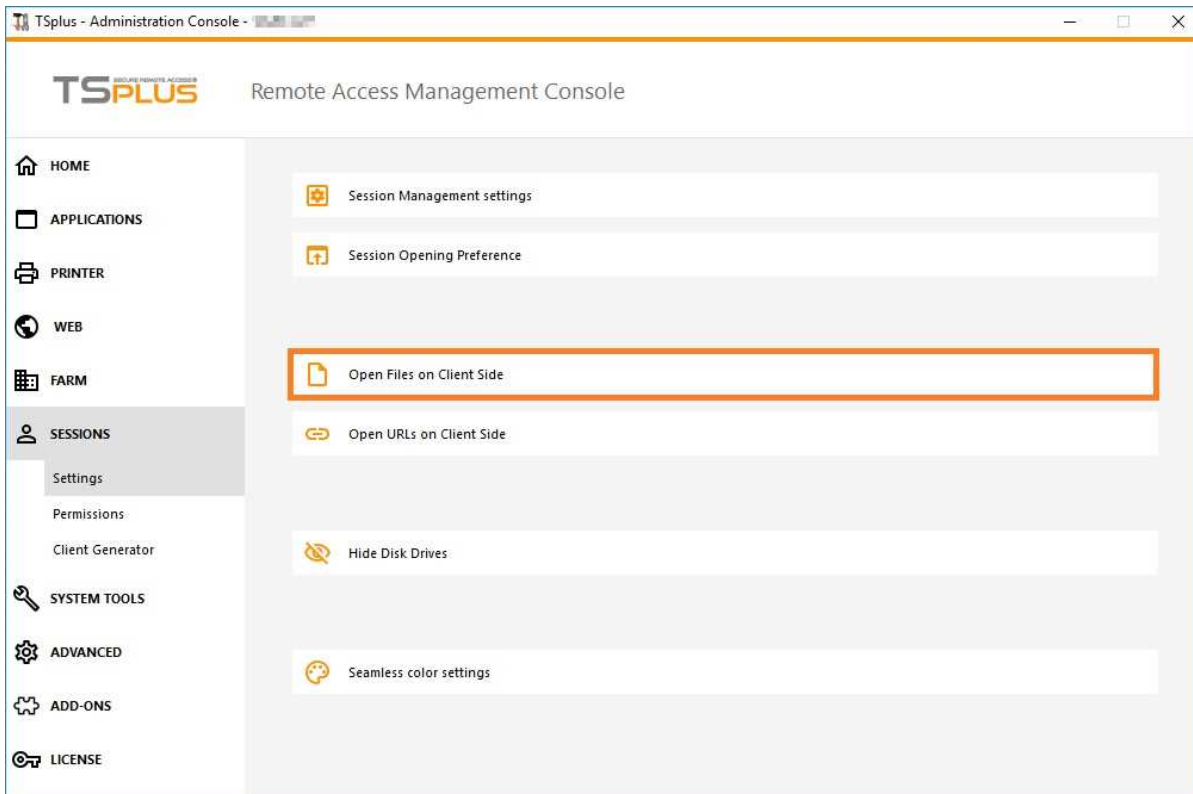 TSplus - Administration Console -
TSPLUS SECURE REMOTE ACCESS
Remote Access Management Console
HOME
APPLICATIONS
PRINTER
WEB
FARM
SESSIONS
Settings
Permissions
Client Generator
SYSTEM TOOLS
ADVANCED
ADD-ONS
LICENSE
Session Management settings
Session Opening Preference
Open Files on Client Side
Open URLs on Client Side
Hide Disk Drives
Seamless color settings